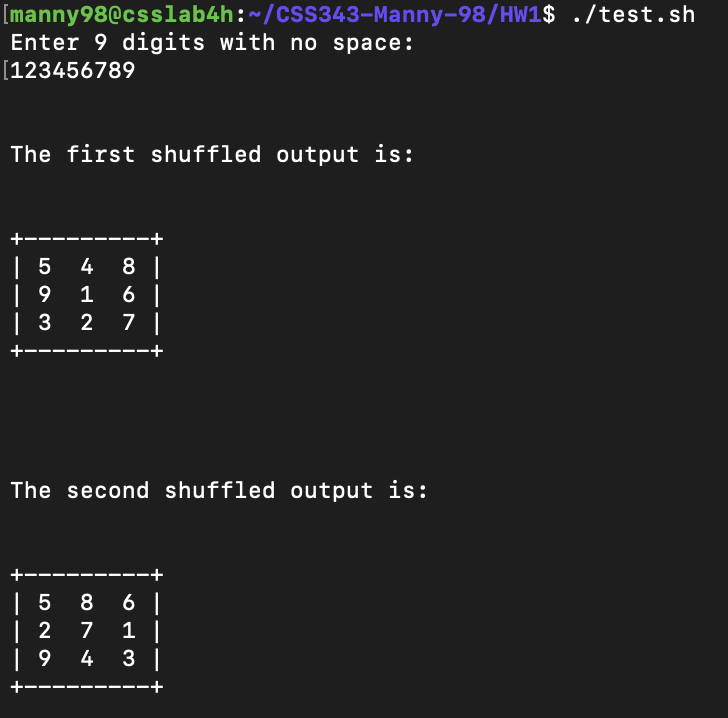 [manny98@csslab4h:~/CSS343-Manny-98/HW1$ ./test.sh
Enter 9 digits with no space:
[123456789
The first shuffled output is:
+---------+
| 5  4  8 |
| 9  1  6 |
| 3  2  7 |
+---------+
The second shuffled output is:
+---------+
| 5  8  6 |
| 2  7  1 |
| 9  4  3 |
+---------+